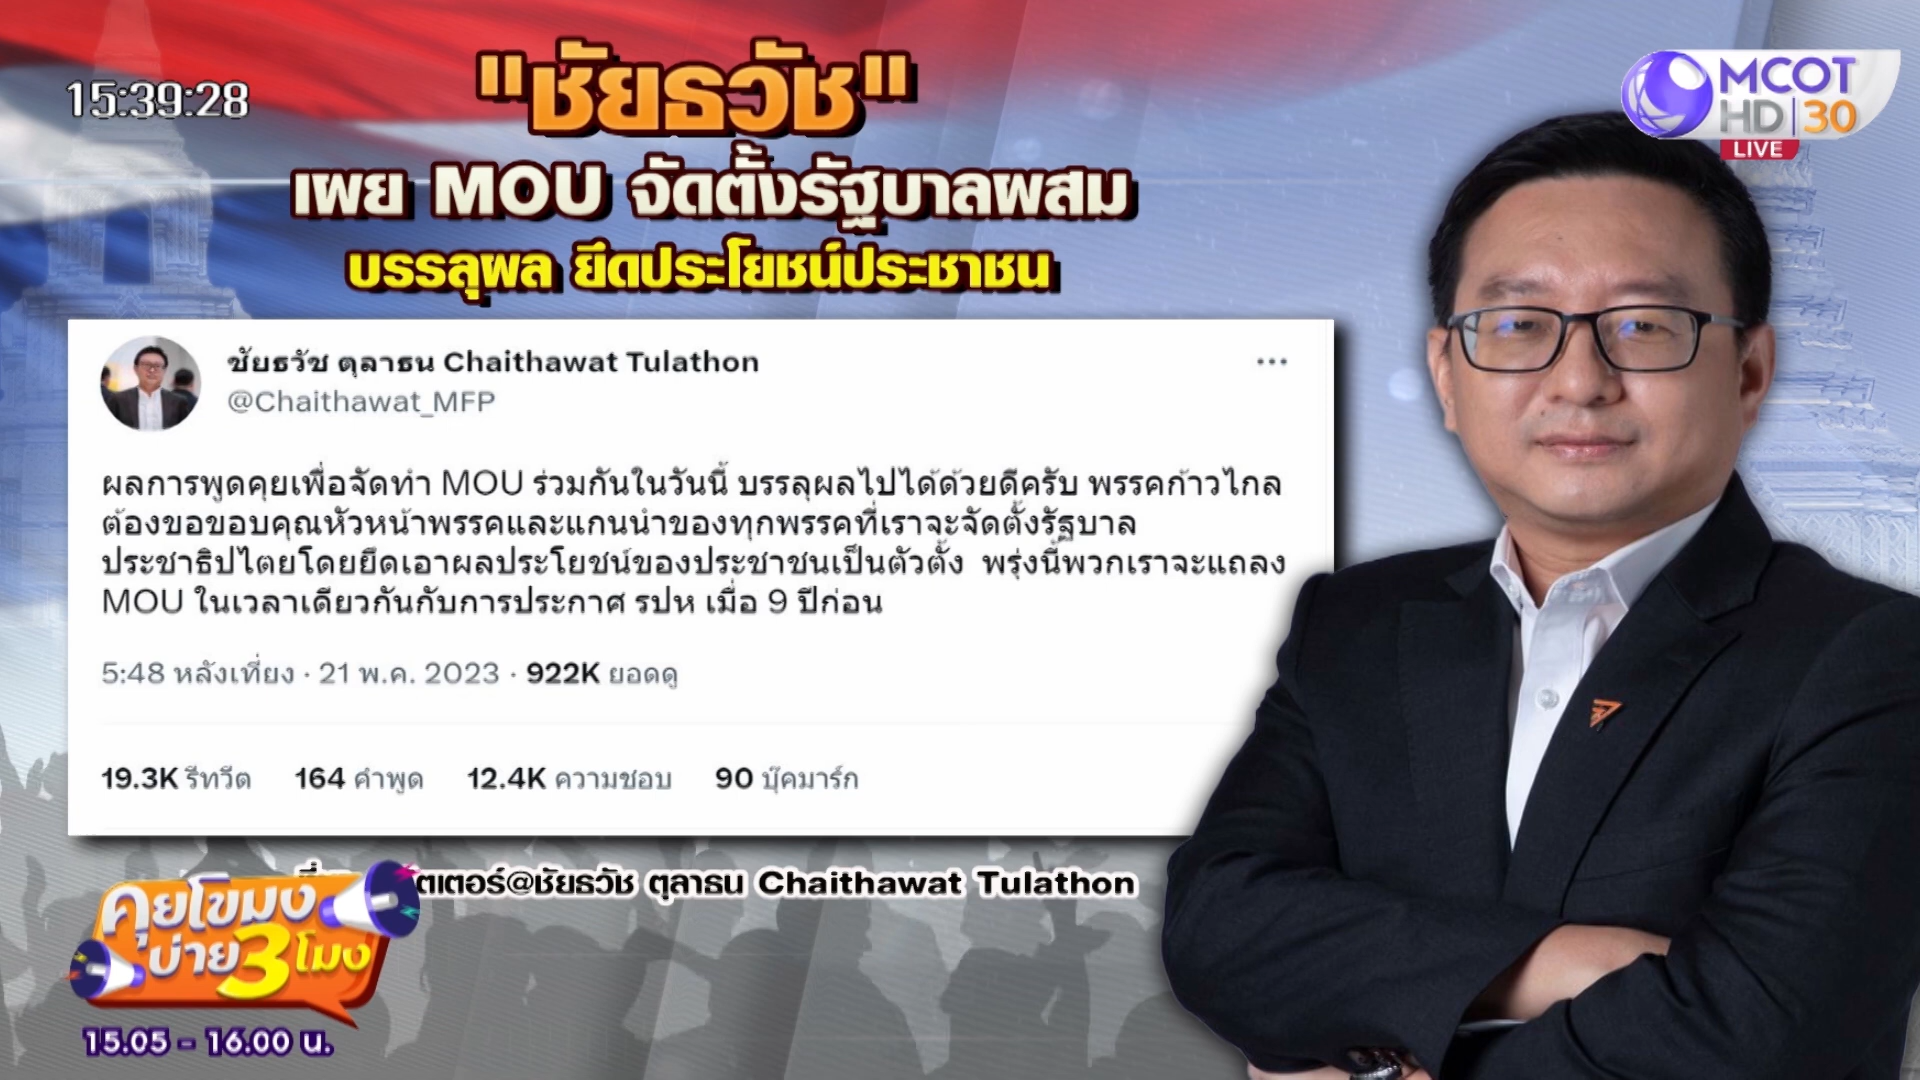 15:39:28
"ชัยธวัช"
เผย MOU จัดตั้งรัฐบาลผสม
บรรลุผล ยึดประโยชน์ประชาชน
MCOT
HD 30
LIVE
ชัยธวัช ตุลาธน Chaithawat Tulathon
@Chaithawat_MFP
ผลการพูดคุยเพื่อจัดทำ MOU ร่วมกันในวันนี้ บรรลุผลไปได้ด้วยดีครับ พรรคก้าวไกล
ต้องขอขอบคุณหัวหน้าพรรคและแกนนำของทุกพรรคที่เราจะจัดตั้งรัฐบาล
ประชาธิปไตยโดยยึดเอาผลประโยชน์ของประชาชนเป็นตัวตั้ง พรุ่งนี้พวกเราจะแถลง
MOU ในเวลาเดียวกันกับการประกาศ รปห เมื่อ 9 ปีก่อน
5:48 หลังเที่ยง · 21 พ.ค. 2023 · 922K ยอดดู
19.3K รีทวีต 164 คำพูด 12.4K ความชอบ 90 บุ๊คมาร์ก
ตเตอร์@ชัยธวัช ตุลาธน Chaithawat Tulathon
คุยโขมง
บ่าย 3 โมง
15.05 - 16.00 น.